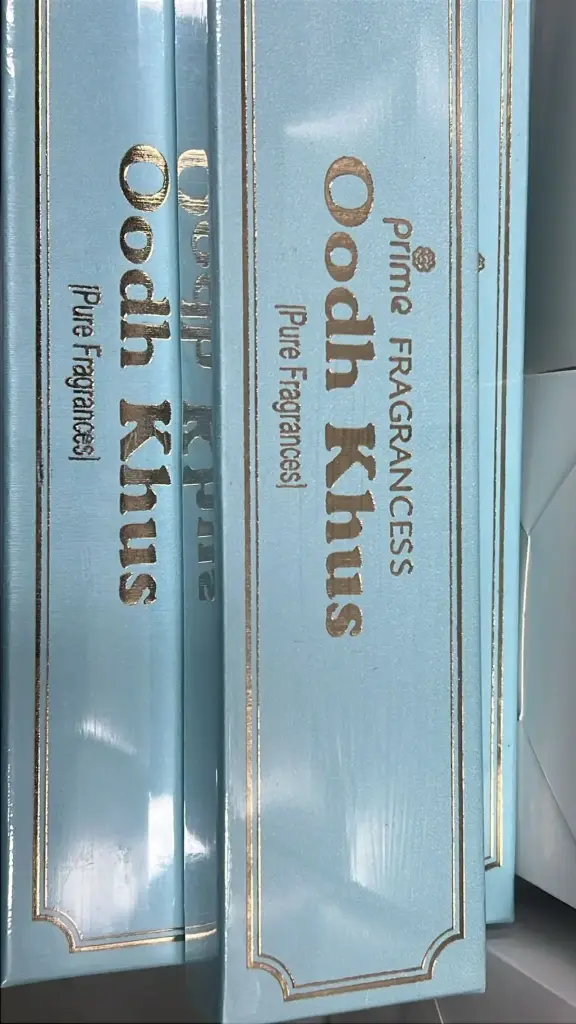 prime FRAGRANCESS
Oodh Khus
|Pure Fragrances|
Oodh Khus
|Pure Fragrances|